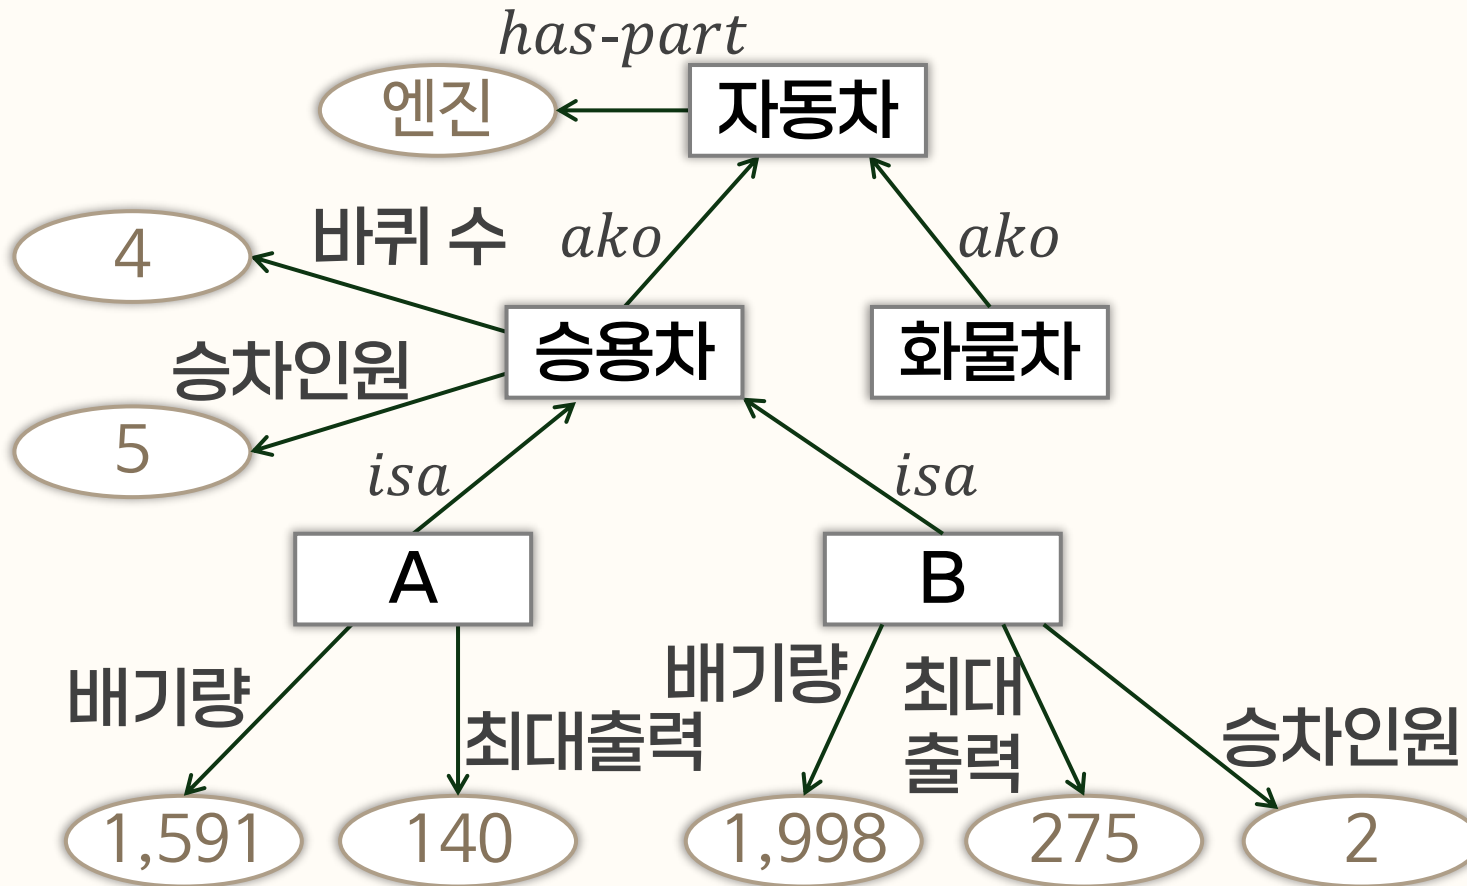 has-part
엔진
자동차
바퀴 수
ako
ako
4
승용차
화물차
승차인원
5
isa
isa
A
B
배기량
최대출력
배기량
최대
출력
승차인원
1,591
140
1,998
275
2